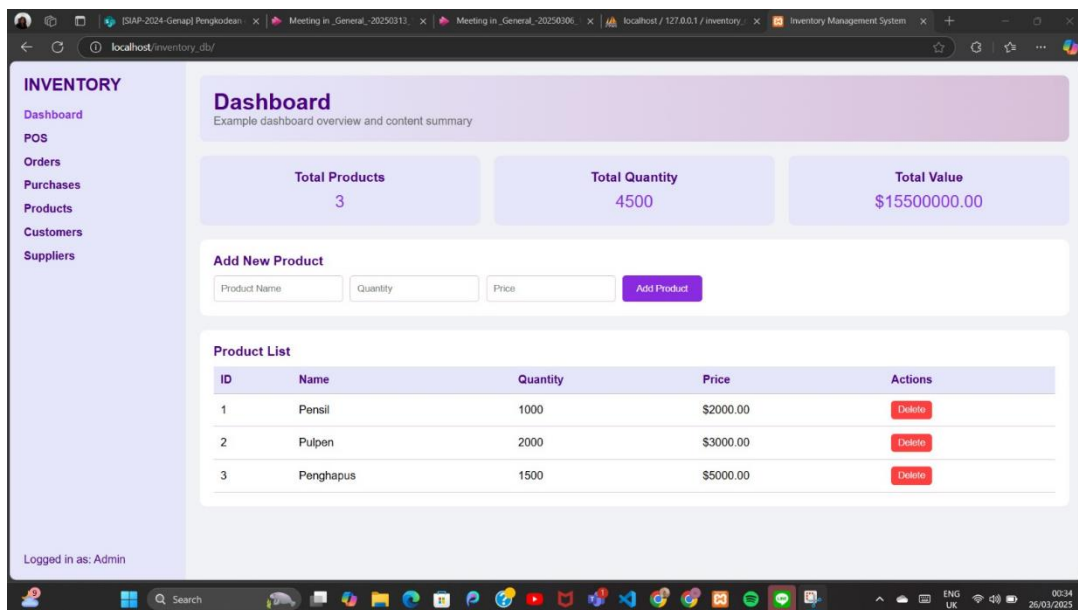 [SIAP-2024-Genap] Pengkodean
Meeting in _General_-20250313_
Meeting in _General_-20250306_
localhost / 127.0.0.1 / inventory_
Inventory Management System
localhost/inventory_db/
INVENTORY
Dashboard
POS
Orders
Purchases
Products
Customers
Suppliers
Logged in as: Admin
Dashboard
Example dashboard overview and content summary
Total Products
3
Total Quantity
4500
Total Value
$15500000.00
Add New Product
Product Name Quantity Price Add Product
Product List
ID Name Quantity Price Actions
1 Pensil 1000 $2000.00 Delete
2 Pulpen 2000 $3000.00 Delete
3 Penghapus 1500 $5000.00 Delete
Search
ENG
UK
00:34
26/03/2025